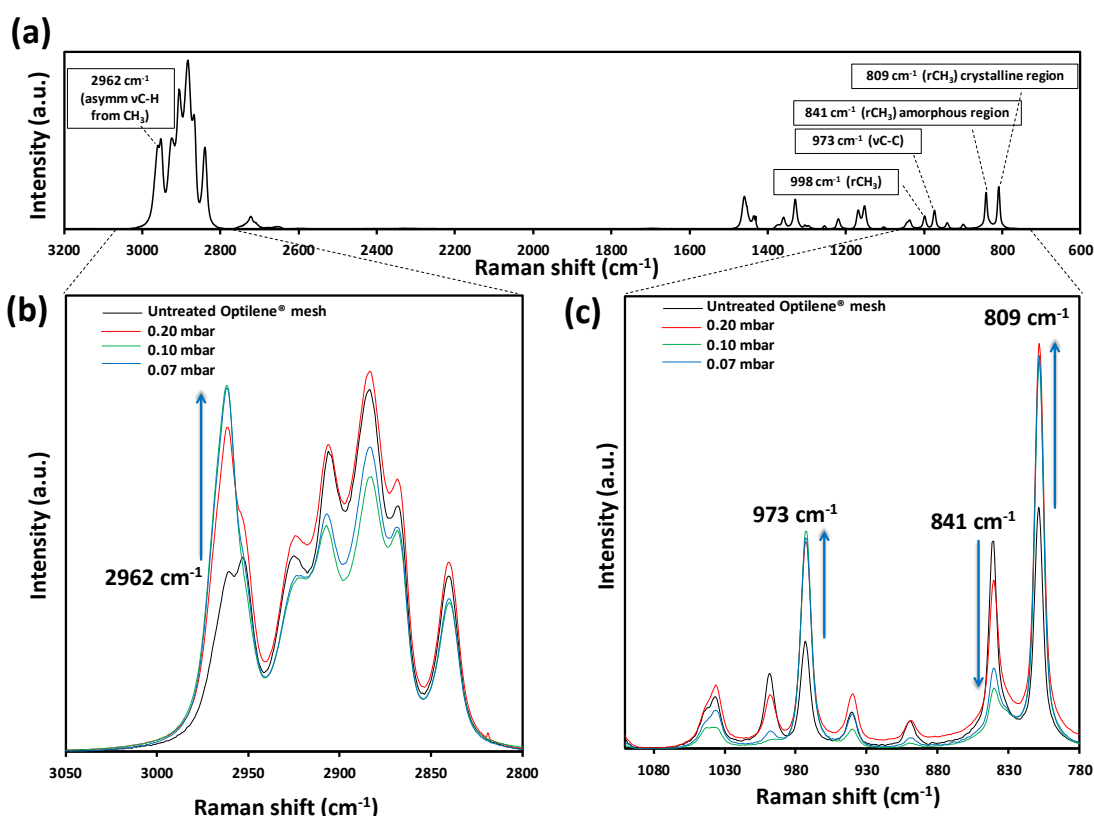 (a)
Intensity (a.u.)
2962 cm⁻¹
(asymm νC-H
from CH₃)
809 cm⁻¹ (rCH₃) crystalline region
841 cm⁻¹ (rCH₃) amorphous region
973 cm⁻¹ (νC-C)
998 cm⁻¹ (rCH₃)
3200 3000 2800 2600 2400 2200 2000 1800 1600 1400 1200 1000 800 600
Raman shift (cm⁻¹)
(b)
Intensity (a.u.)
Untreated Optilene® mesh
0.20 mbar
0.10 mbar
0.07 mbar
2962 cm⁻¹
3050 3000 2950 2900 2850 2800
Raman shift (cm⁻¹)
(c)
Intensity (a.u.)
Untreated Optilene® mesh
0.20 mbar
0.10 mbar
0.07 mbar
809 cm⁻¹
973 cm⁻¹
841 cm⁻¹
1080 1030 980 930 880 830 780
Raman shift (cm⁻¹)